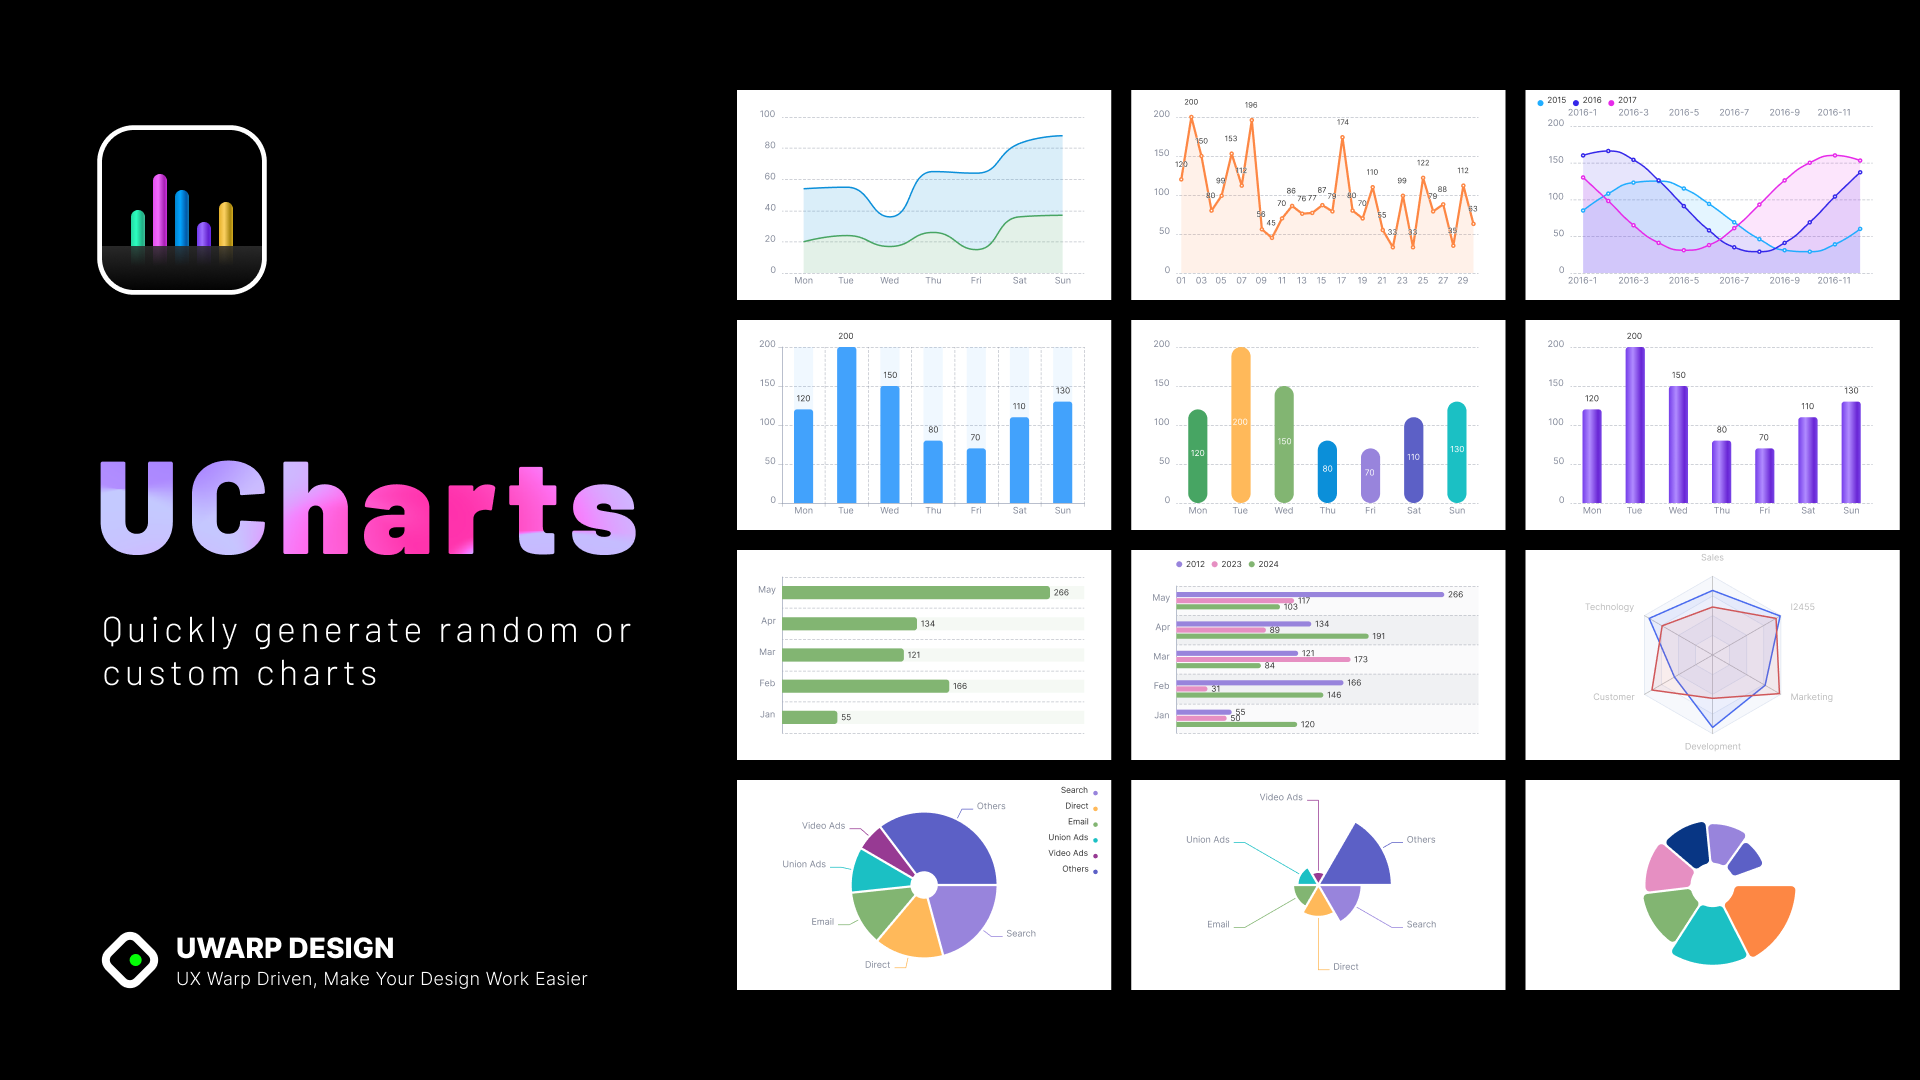 UCharts
Quickly generate random or
custom charts
UWARP DESIGN
UX Warp Driven, Make Your Design Work Easier
100
80
60
40
20
0
Mon Tue Wed Thu Fri Sat Sun
200
150
100
50
0
200 196 174 153 150 120 112 80 99 56 45 70 86 76 77 87 79 80 70 110 55 33 99 33 122 79 88 35 112 63
01 03 05 07 09 11 13 15 17 19 21 23 25 27 29
2015 2016 2017
2016-1 2016-3 2016-5 2016-7 2016-9 2016-11
200
150
100
50
0
2016-1 2016-3 2016-5 2016-7 2016-9 2016-11
200
150
100
50
0
120 200 150 80 70 110 130
Mon Tue Wed Thu Fri Sat Sun
200
150
100
50
0
120 200 150 80 70 110 130
Mon Tue Wed Thu Fri Sat Sun
200
150
100
50
0
120 200 150 80 70 110 130
Mon Tue Wed Thu Fri Sat Sun
May 266
Apr 134
Mar 121
Feb 166
Jan 55
2012 2023 2024
May 266 117 103
Apr 134 89 191
Mar 121 173 84
Feb 166 31 146
Jan 55 50 120
Sales
Technology I2455
Customer Marketing
Development
Others
Video Ads
Union Ads
Email
Direct
Search
Search
Direct
Email
Union Ads
Video Ads
Others
Video Ads
Union Ads
Others
Email
Search
Direct